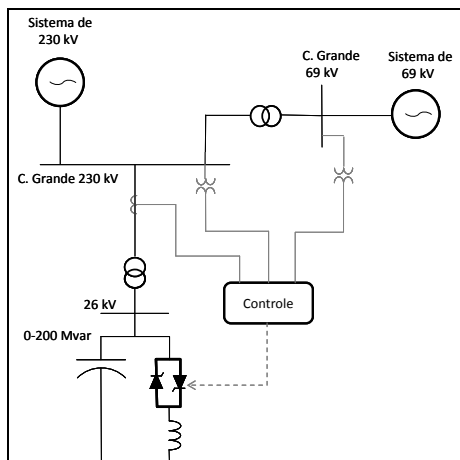 Sistema de
230 kV
C. Grande
69 kV
Sistema de
69 kV
C. Grande 230 kV
26 kV
Controle
0-200 Mvar